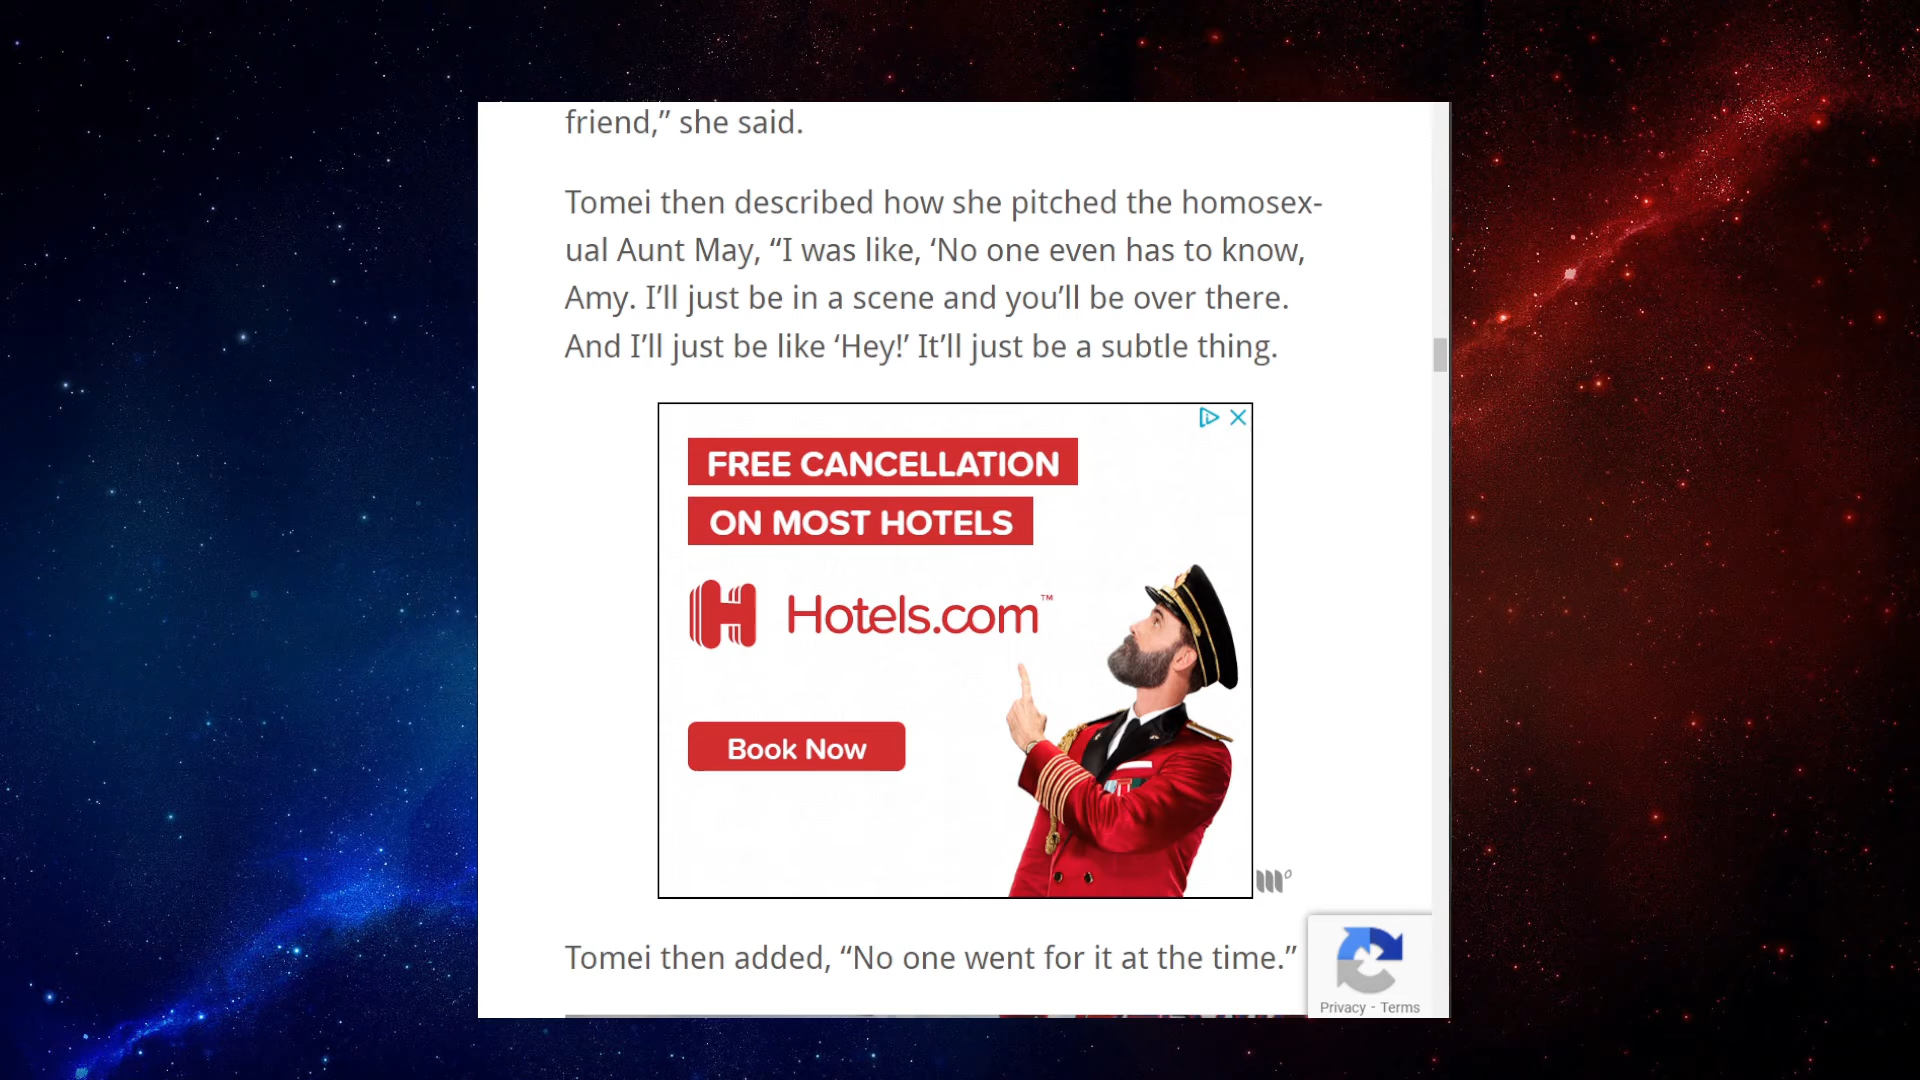 friend,” she said.
Tomei then described how she pitched the homosex-
ual Aunt May, “I was like, ‘No one even has to know,
Amy. I’ll just be in a scene and you’ll be over there.
And I’ll just be like ‘Hey!’ It’ll just be a subtle thing.
FREE CANCELLATION
ON MOST HOTELS
H Hotels.com™
Book Now
Tomei then added, “No one went for it at the time.”
Privacy - Terms